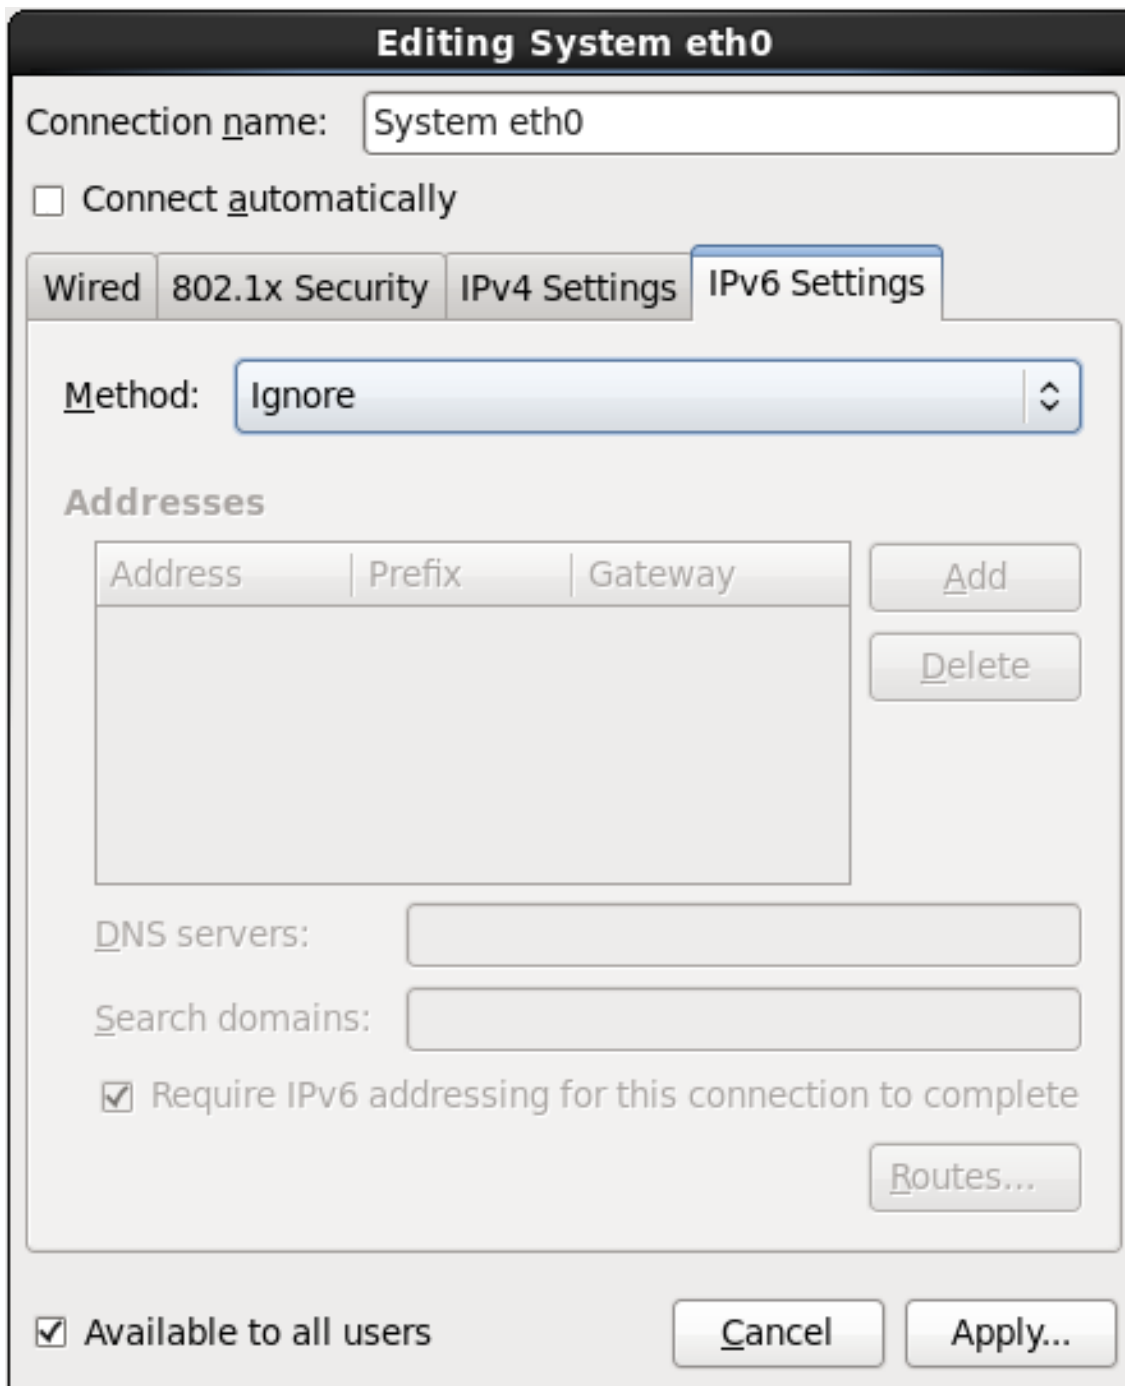 Editing System eth0
Connection name: System eth0
Connect automatically
Wired 802.1x Security IPv4 Settings IPv6 Settings
Method: Ignore
Addresses
Address Prefix Gateway Add
Delete
DNS servers:
Search domains:
Require IPv6 addressing for this connection to complete
Routes...
Available to all users Cancel Apply...